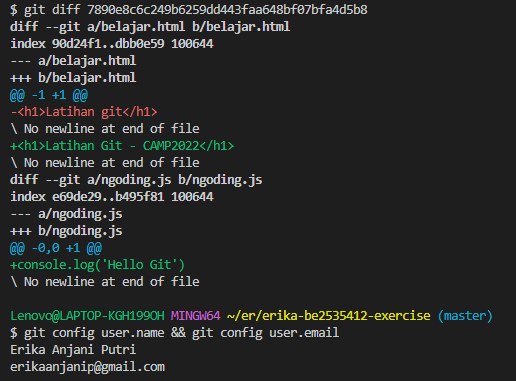 $ git diff 7890e8c6c249b6259dd443faa648bf07bfa4d5b8
diff --git a/belajar.html b/belajar.html
index 90d24f1..dbb0e59 100644
--- a/belajar.html
+++ b/belajar.html
@@ -1 +1 @@
-<h1>Latihan git</h1>
\ No newline at end of file
+<h1>Latihan Git - CAMP2022</h1>
\ No newline at end of file
diff --git a/ngoding.js b/ngoding.js
index e69de29..b495f81 100644
--- a/ngoding.js
+++ b/ngoding.js
@@ -0,0 +1 @@
+console.log('Hello Git')
\ No newline at end of file
Lenovo@LAPTOP-KGH199OH MINGW64 ~/er/erika-be2535412-exercise (master)
$ git config user.name && git config user.email
Erika Anjani Putri
erikaanjanip@gmail.com